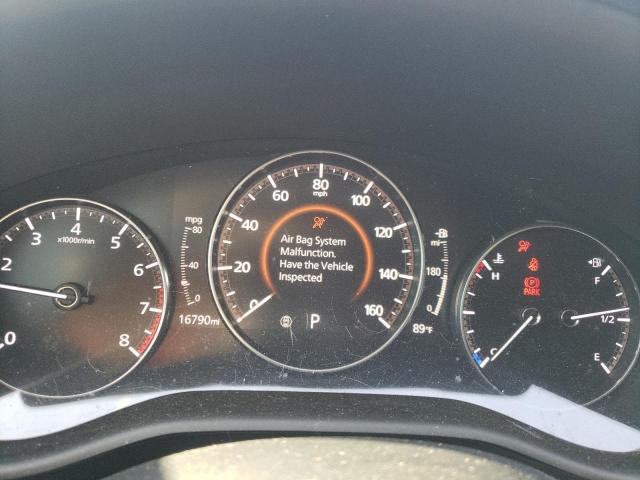 0
2
3
4
5
6
7
8
x1000r/min
mpg
80
40
0
16790mi
0
20
40
60
80
mph
100
120
140
160
Air Bag System
Malfunction.
Have the Vehicle
Inspected
P
mi
180
0
89°F
H
C
P
PARK
F
1/2
E